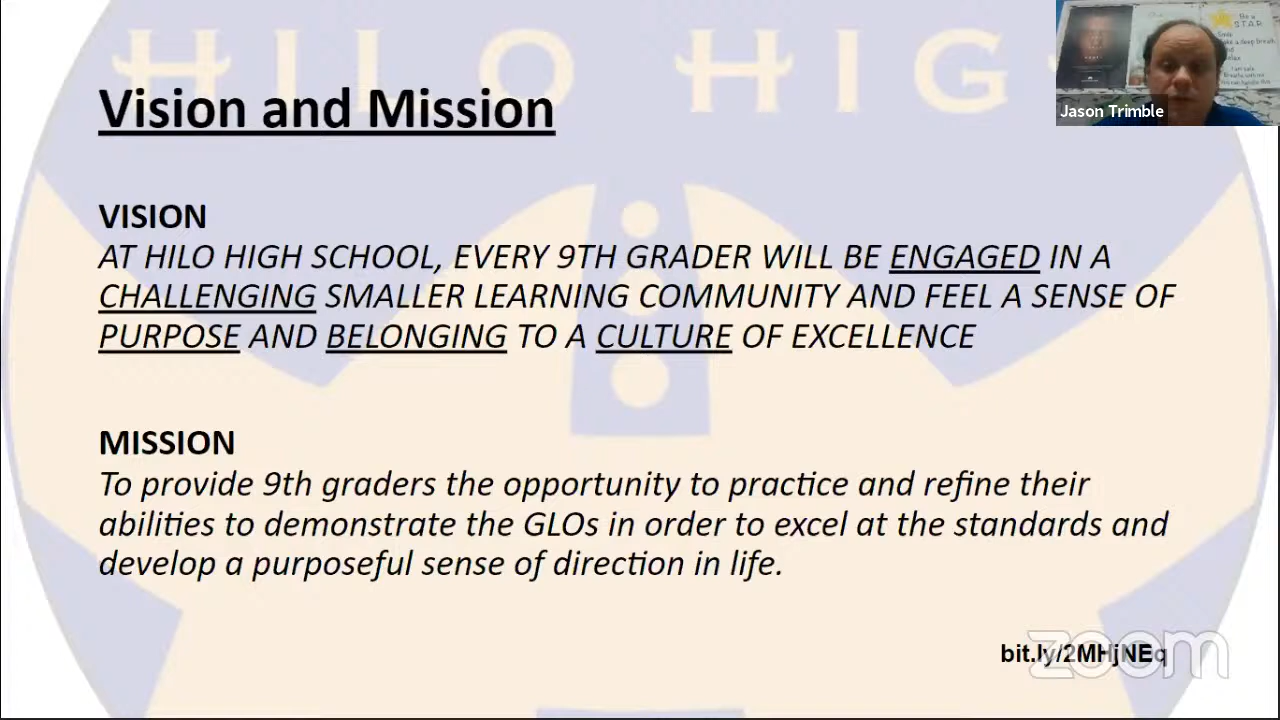 HILO HIG
Vision and Mission
Be a
S.T.A.R.
Jason Trimble
VISION
AT HILO HIGH SCHOOL, EVERY 9TH GRADER WILL BE ENGAGED IN A
CHALLENGING SMALLER LEARNING COMMUNITY AND FEEL A SENSE OF
PURPOSE AND BELONGING TO A CULTURE OF EXCELLENCE
MISSION
To provide 9th graders the opportunity to practice and refine their
abilities to demonstrate the GLOs in order to excel at the standards and
develop a purposeful sense of direction in life.
bit.ly/2MHjNEq
zoom